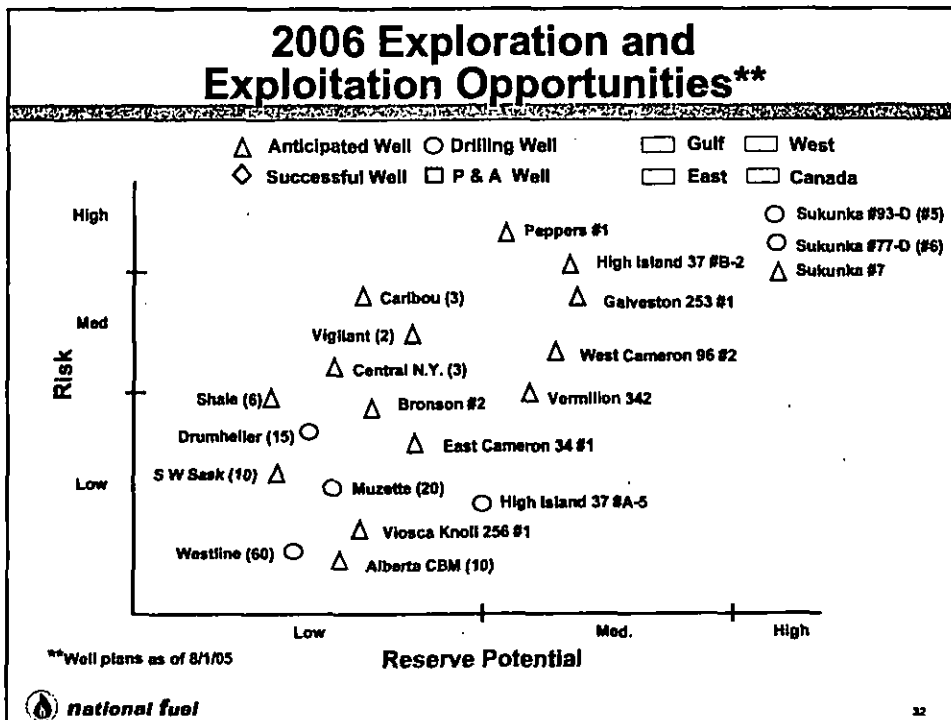 2006 Exploration and
Exploitation Opportunities**
Anticipated Well Drilling Well Gulf West
Successful Well P & A Well East Canada
High
Med
Low
Risk
Sukunka #93-D (#5)
Peppers #1
Sukunka #77-D (#6)
High Island 37 #B-2
Sukunka #7
Caribou (3)
Galveston 253 #1
Vigilant (2)
West Cameron 96 #2
Central N.Y. (3)
Shale (6)
Bronson #2
Vermilion 342
Drumheller (15)
East Cameron 34 #1
S W Sask (10)
Muzette (20)
High Island 37 #A-5
Viosca Knoll 256 #1
Westline (60)
Alberta CBM (10)
Low Med. High
**Well plans as of 8/1/05
Reserve Potential
national fuel
32